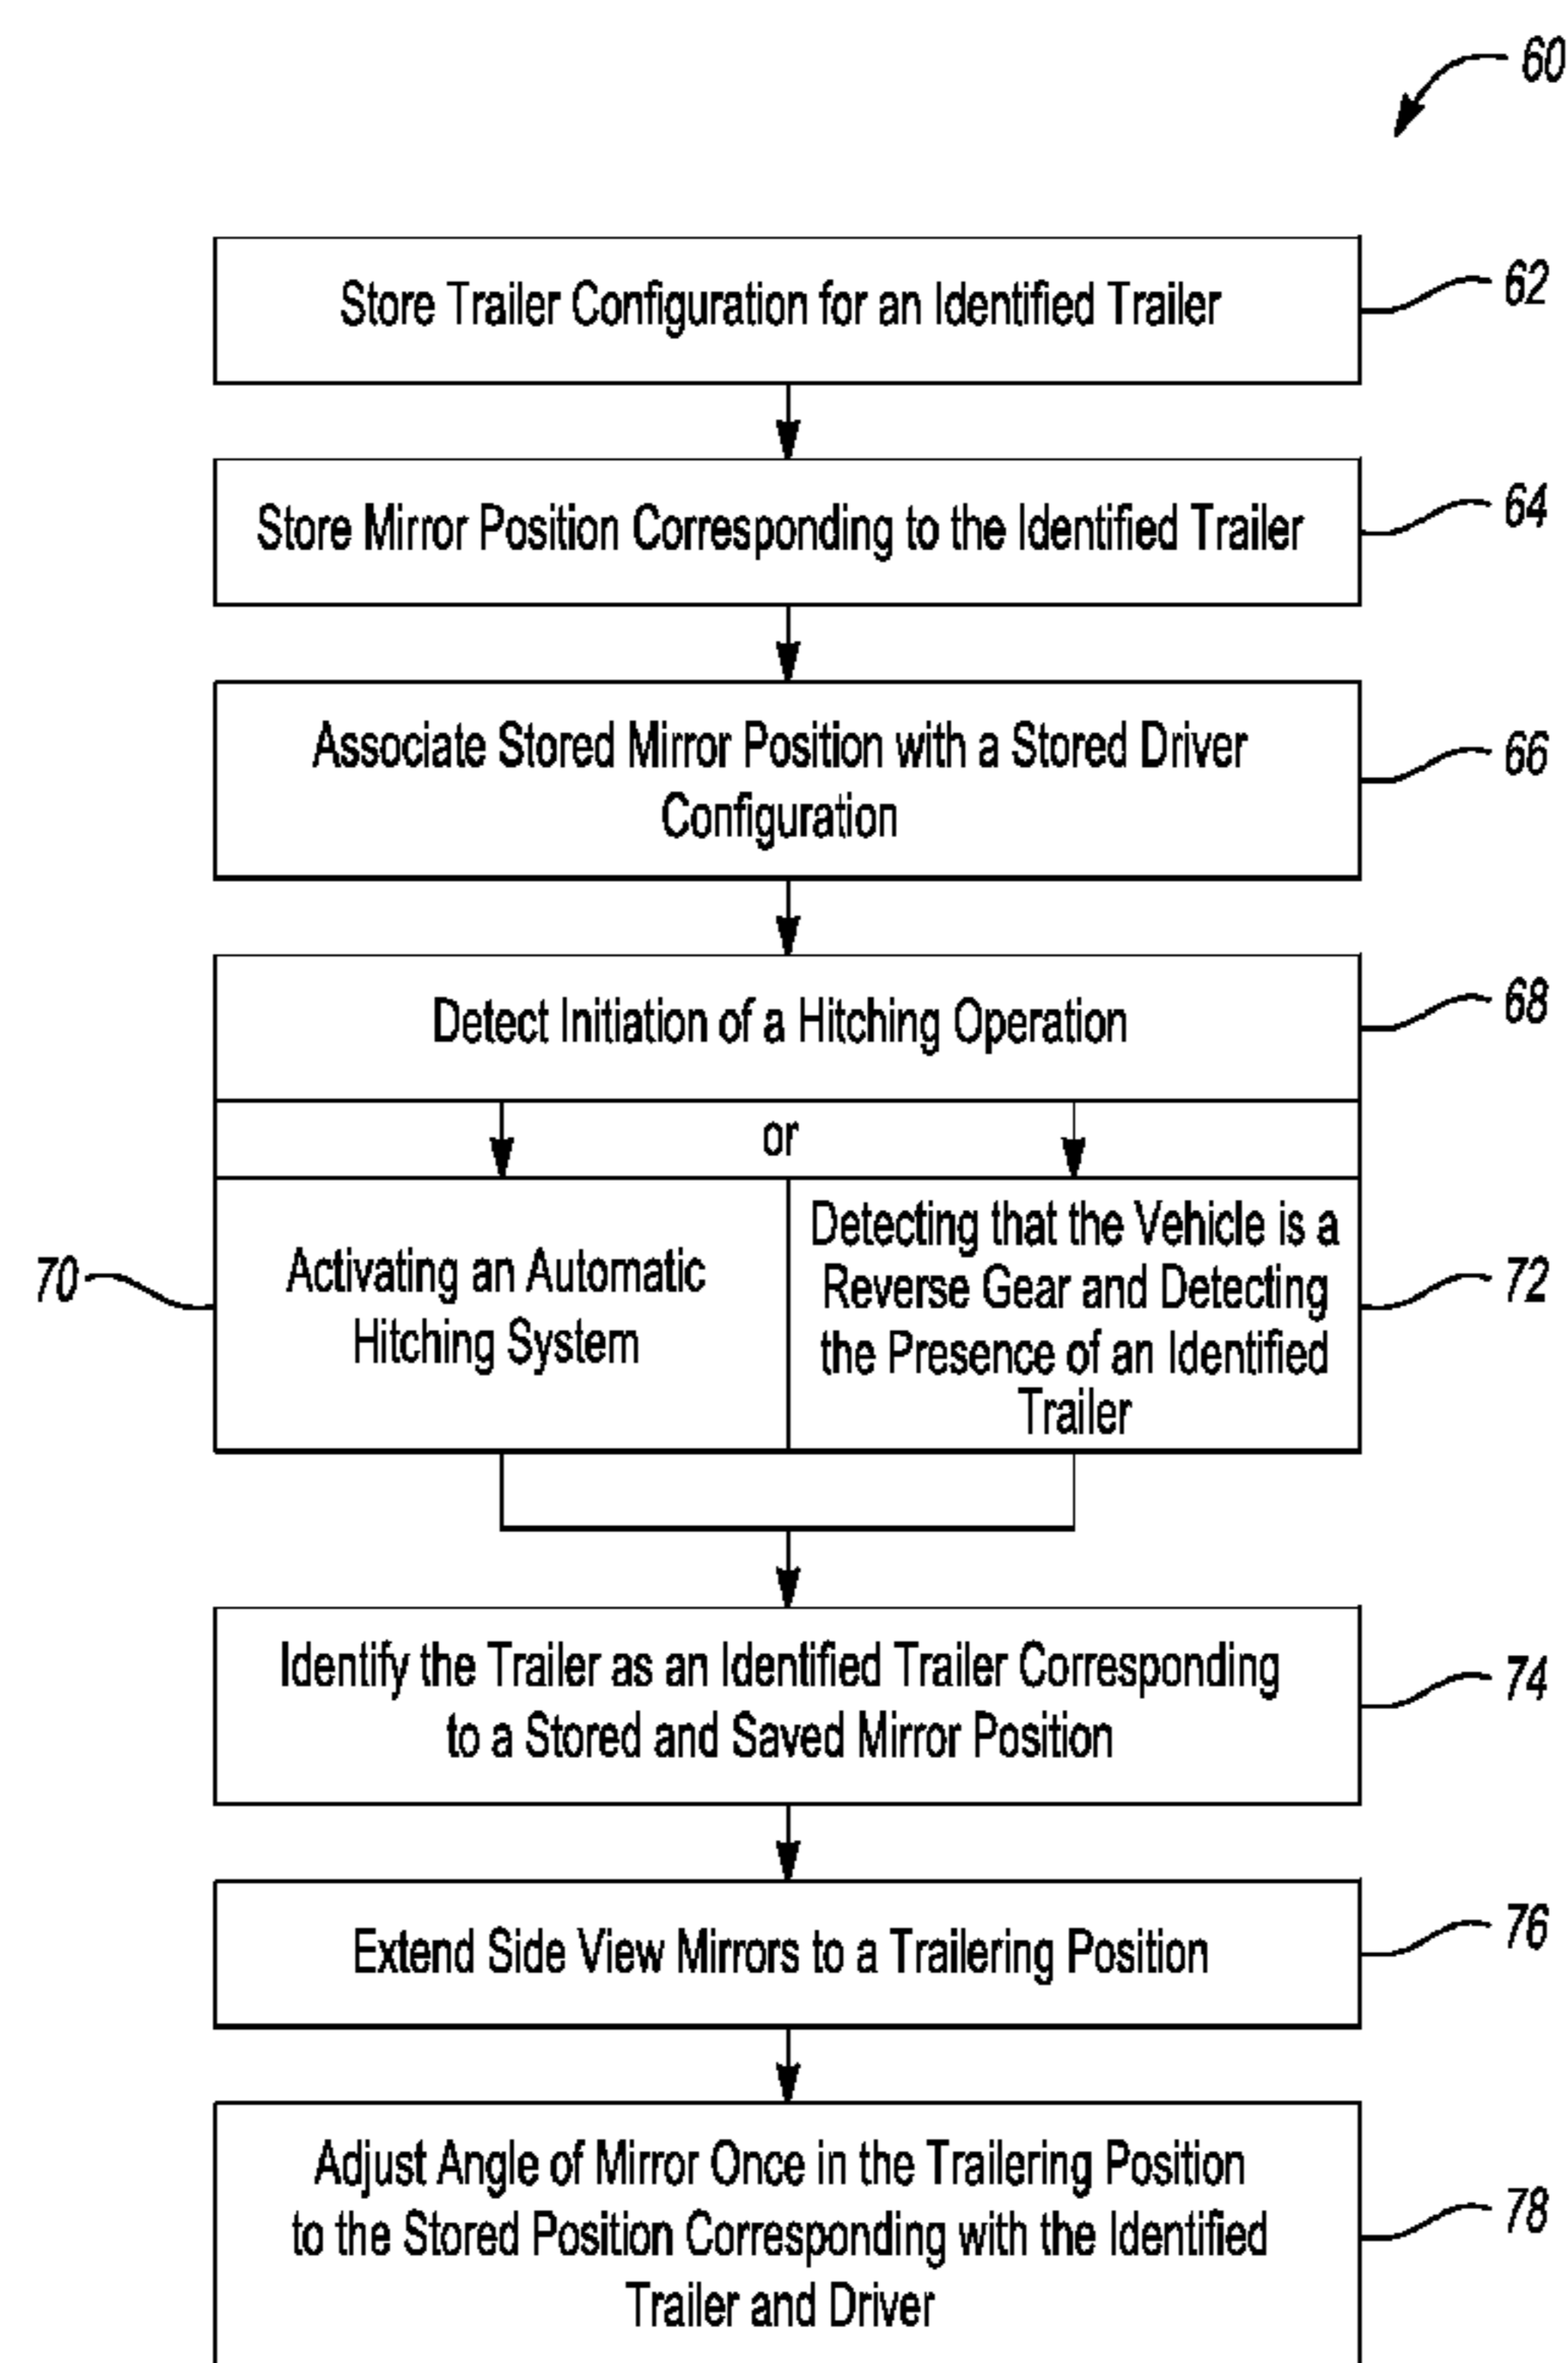 60
Store Trailer Configuration for an Identified Trailer
62
Store Mirror Position Corresponding to the Identified Trailer
64
Associate Stored Mirror Position with a Stored Driver
Configuration
66
Detect Initiation of a Hitching Operation
68
or
70
Activating an Automatic
Hitching System
Detecting that the Vehicle is a
Reverse Gear and Detecting
the Presence of an Identified
Trailer
72
Identify the Trailer as an Identified Trailer Corresponding
to a Stored and Saved Mirror Position
74
Extend Side View Mirrors to a Trailering Position
76
Adjust Angle of Mirror Once in the Trailering Position
to the Stored Position Corresponding with the Identified
Trailer and Driver
78